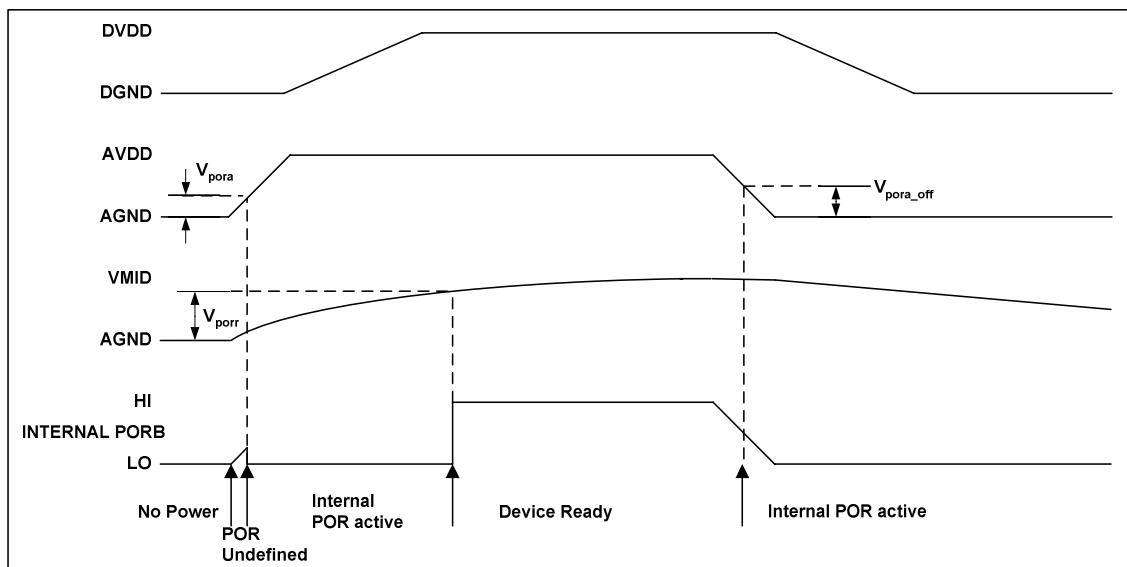 DVDD
DGND
AVDD
Vpora
Vpora_off
AGND
VMID
Vporr
AGND
HI
INTERNAL PORB
LO
No Power
POR
Undefined
Internal
POR active
Device Ready
Internal POR active